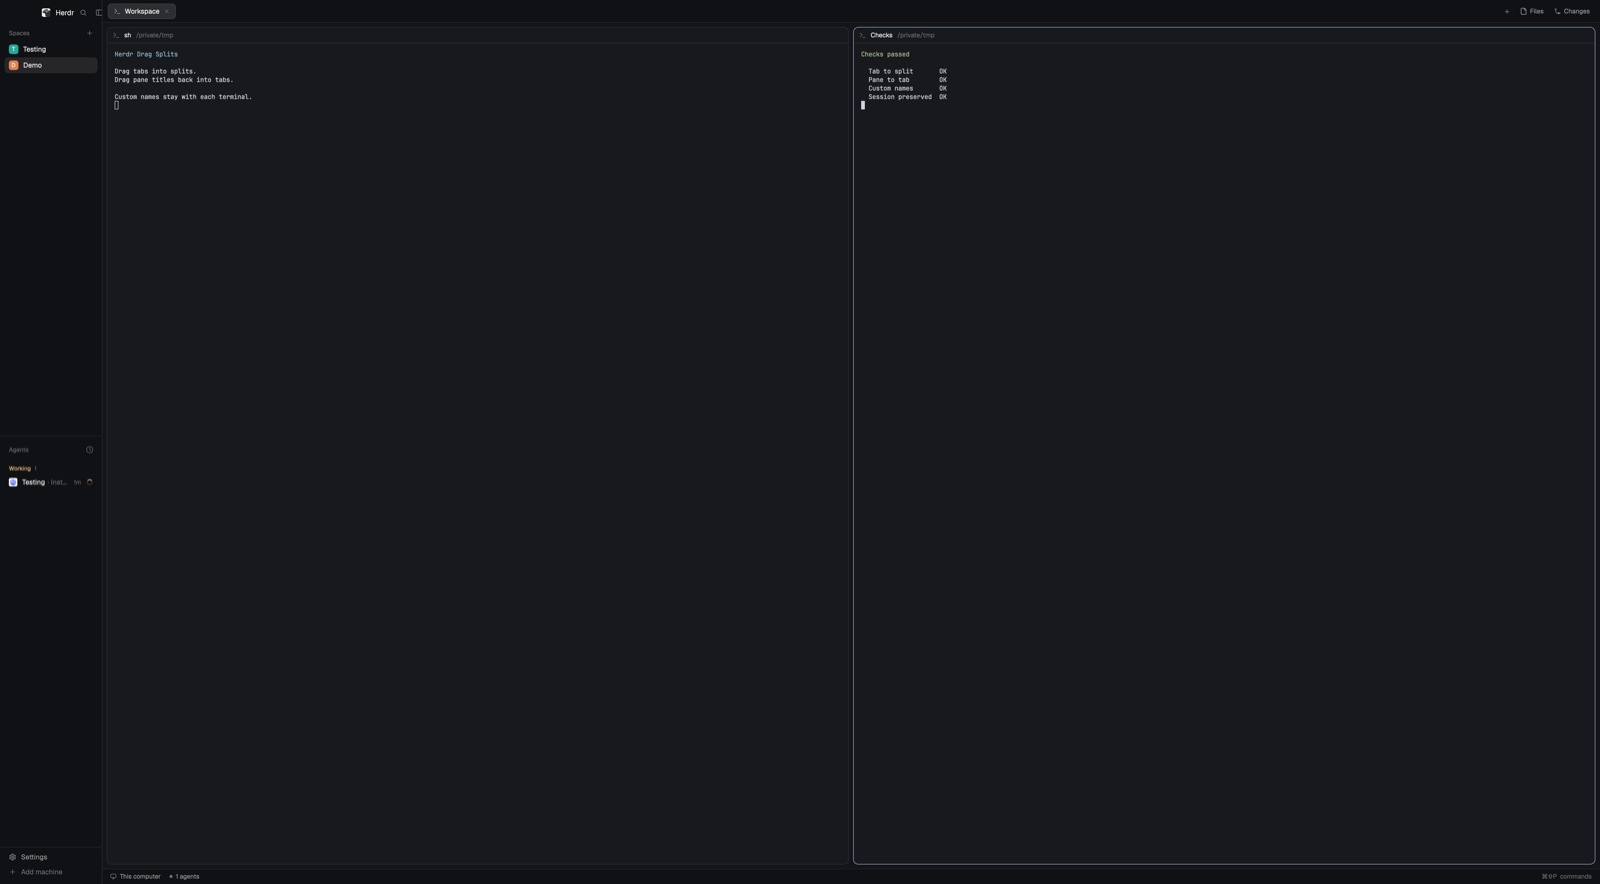 Herdr
Workspace
Files
Changes
Spaces
T Testing
D Demo
sh /private/tmp
Herdr Drag Splits
Drag tabs into splits.
Drag pane titles back into tabs.
Custom names stay with each terminal.
Checks /private/tmp
Checks passed
Tab to split OK
Pane to tab OK
Custom names OK
Session preserved OK
Agents
Working 1
Testing · Inst...
Settings
Add machine
This computer
1 agents
⌘⇧P commands